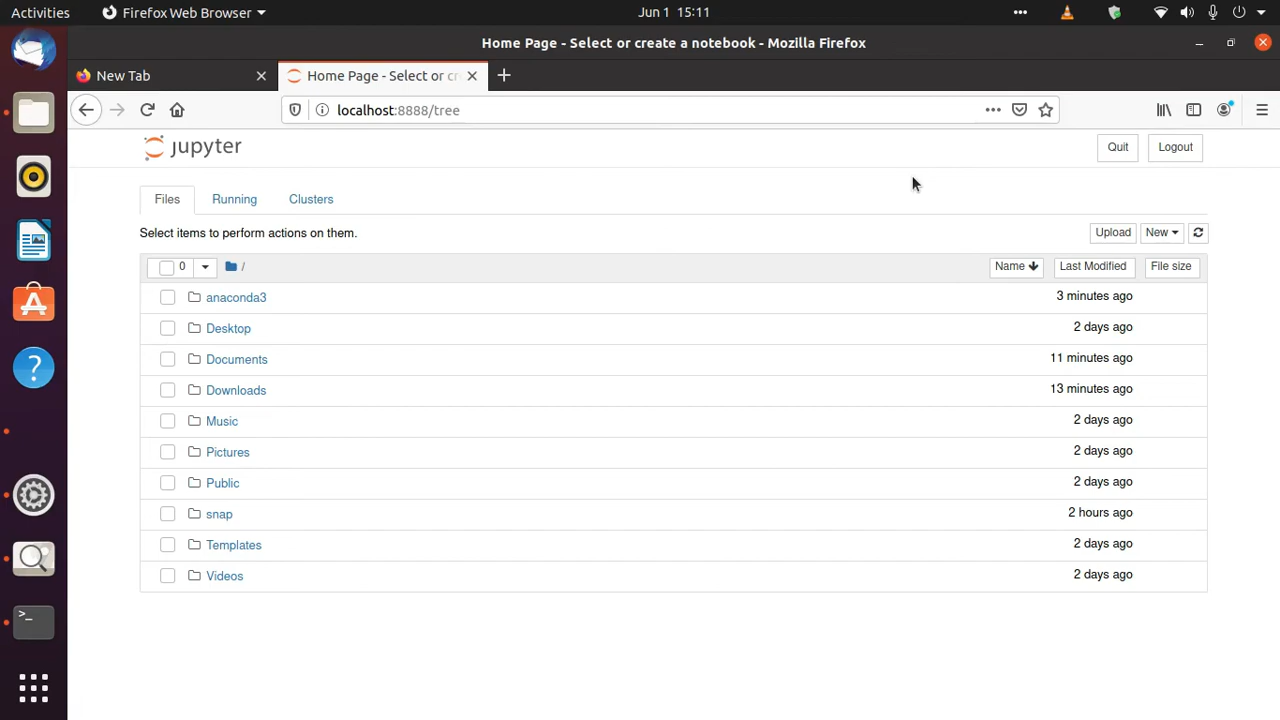 Activities Firefox Web Browser Jun 1 15:11
Home Page - Select or create a notebook - Mozilla Firefox
New Tab Home Page - Select or cr
localhost:8888/tree
jupyter Quit Logout
Files Running Clusters
Select items to perform actions on them. Upload New
0 / Name Last Modified File size
anaconda3 3 minutes ago
Desktop 2 days ago
Documents 11 minutes ago
Downloads 13 minutes ago
Music 2 days ago
Pictures 2 days ago
Public 2 days ago
snap 2 hours ago
Templates 2 days ago
Videos 2 days ago